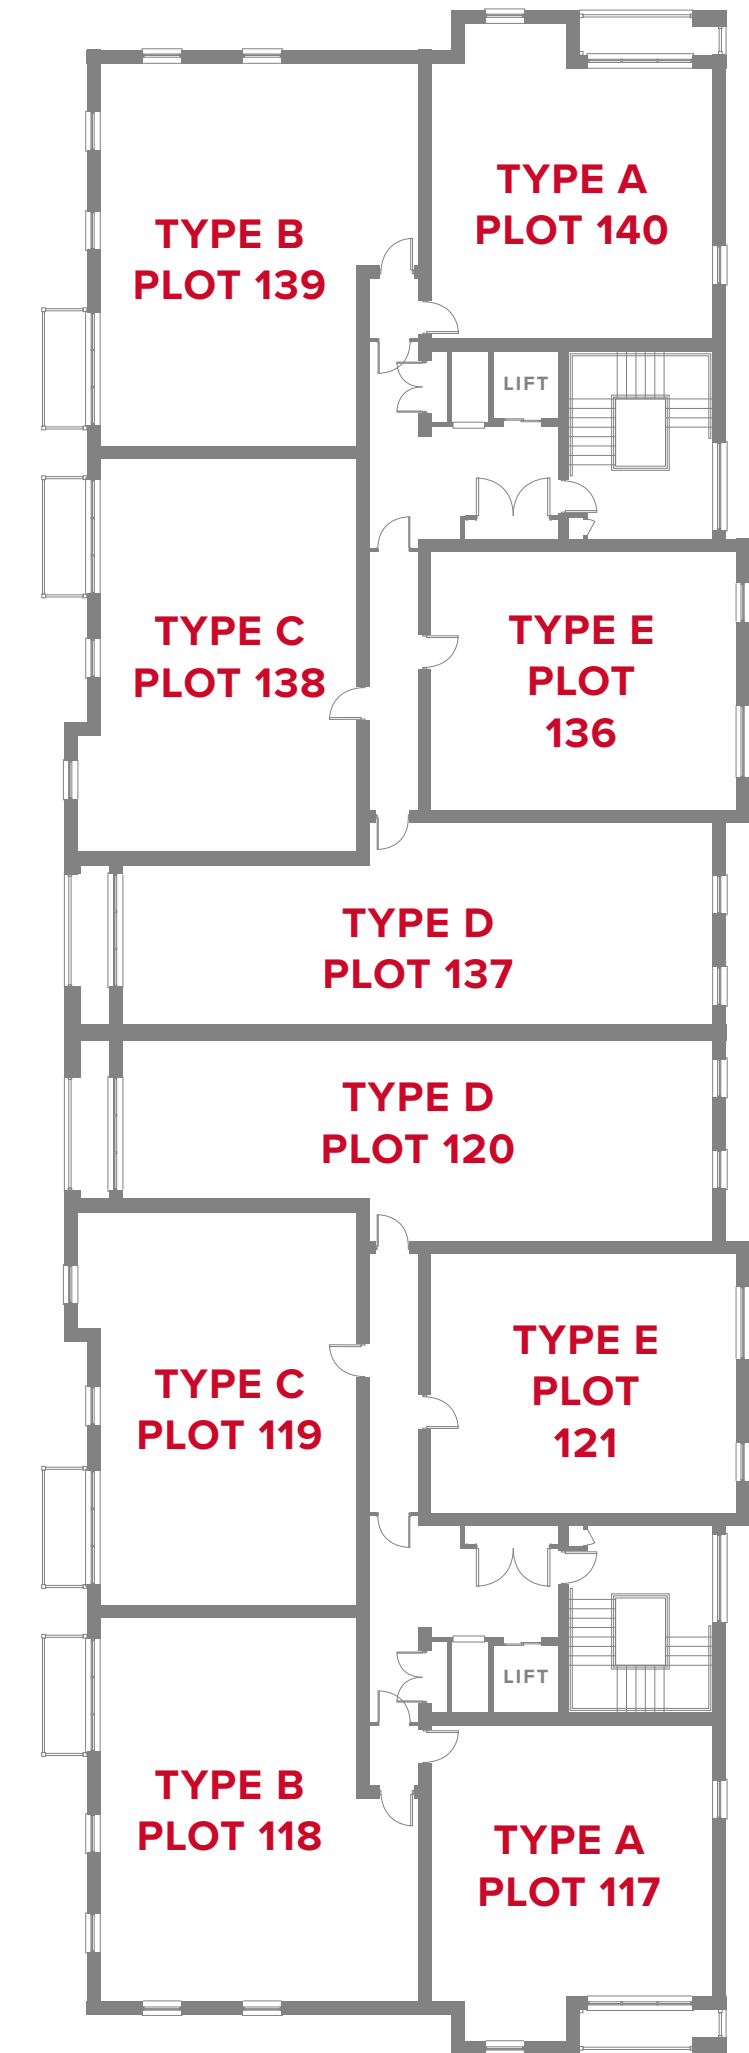 TYPE A
PLOT 140
TYPE B
PLOT 139
LIFT
TYPE C
PLOT 138
TYPE E
PLOT
136
TYPE D
PLOT 137
TYPE D
PLOT 120
TYPE E
PLOT
121
TYPE C
PLOT 119
LIFT
TYPE B
PLOT 118
TYPE A
PLOT 117